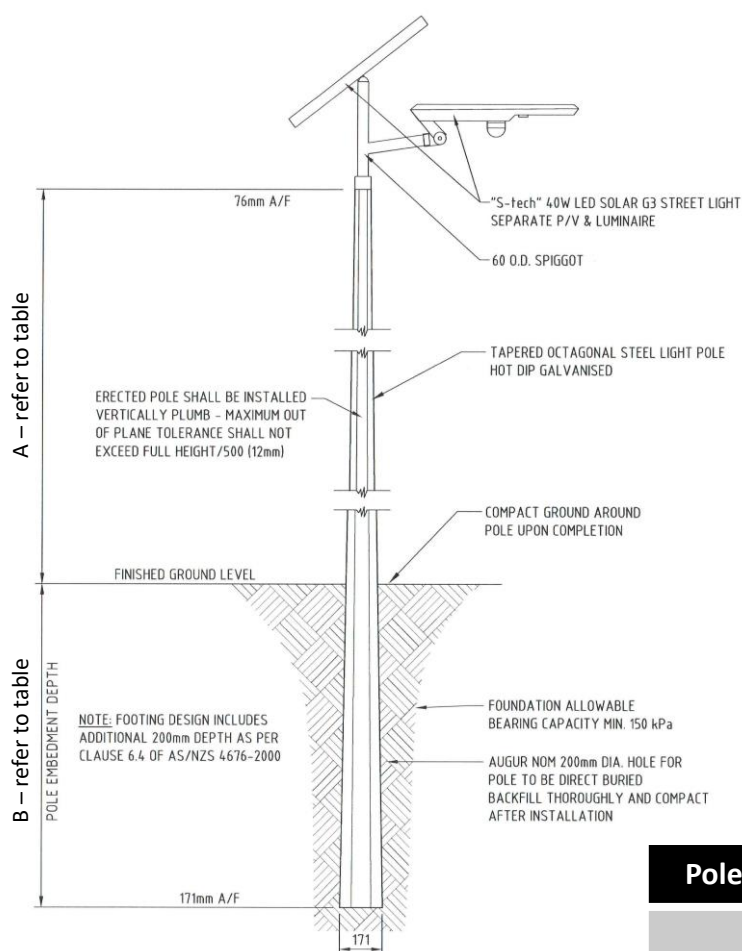 76mm A/F
"S-tech" 40W LED SOLAR G3 STREET LIGHT
SEPARATE P/V & LUMINAIRE
60 O.D. SPIGGOT
A – refer to table
TAPERED OCTAGONAL STEEL LIGHT POLE
HOT DIP GALVANISED
ERECTED POLE SHALL BE INSTALLED
VERTICALLY PLUMB - MAXIMUM OUT
OF PLANE TOLERANCE SHALL NOT
EXCEED FULL HEIGHT/500 (12mm)
COMPACT GROUND AROUND
POLE UPON COMPLETION
FINISHED GROUND LEVEL
B – refer to table
POLE EMBEDMENT DEPTH
NOTE: FOOTING DESIGN INCLUDES
ADDITIONAL 200mm DEPTH AS PER
CLAUSE 6.4 OF AS/NZS 4676-2000
FOUNDATION ALLOWABLE
BEARING CAPACITY MIN. 150 kPa
AUGUR NOM 200mm DIA. HOLE FOR
POLE TO BE DIRECT BURIED
BACKFILL THOROUGHLY AND COMPACT
AFTER INSTALLATION
171mm A/F
171
Pole